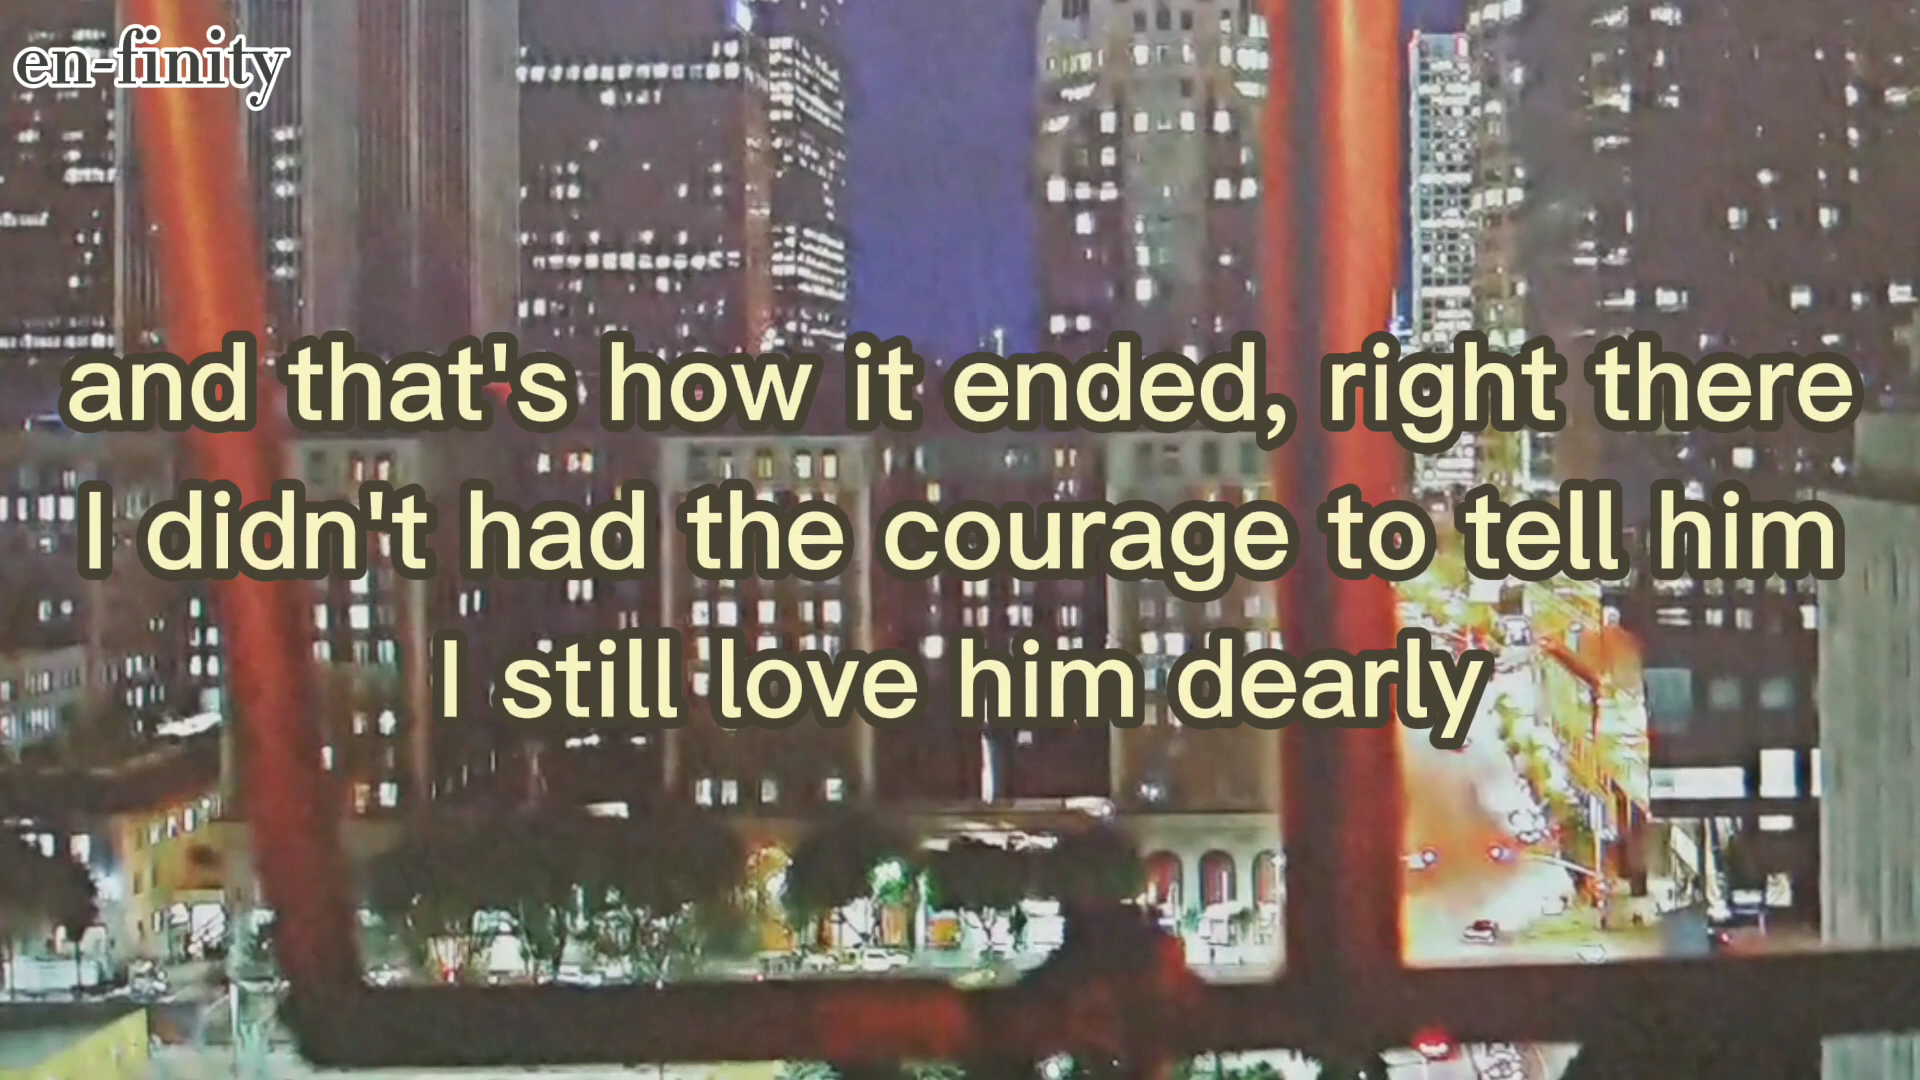 en-finity
and that's how it ended, right there
I didn't had the courage to tell him
I still love him dearly